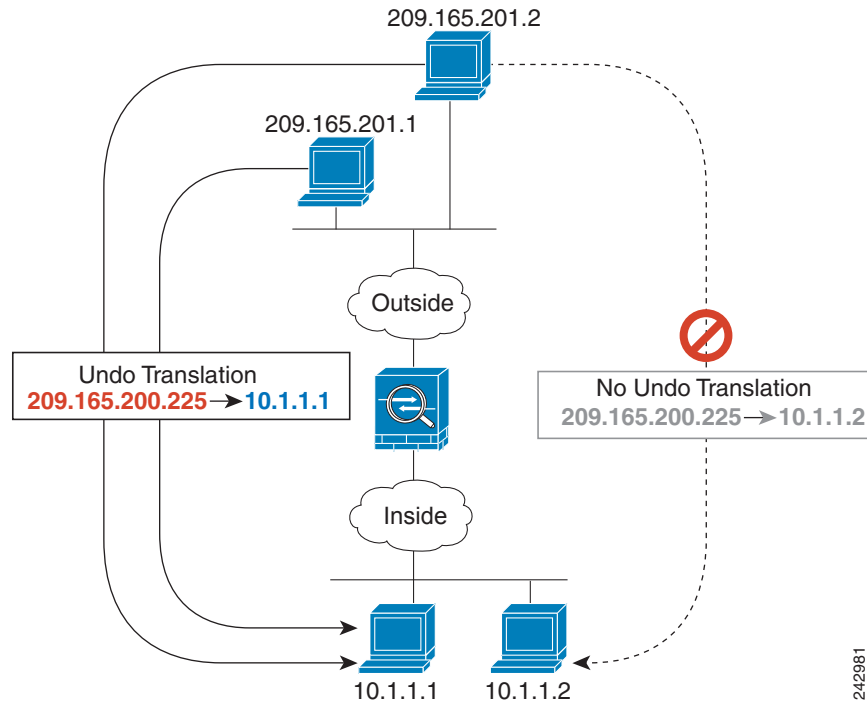 209.165.201.2
209.165.201.1
Outside
Undo Translation
209.165.200.225 → 10.1.1.1
No Undo Translation
209.165.200.225 → 10.1.1.2
Inside
10.1.1.1
10.1.1.2
242981